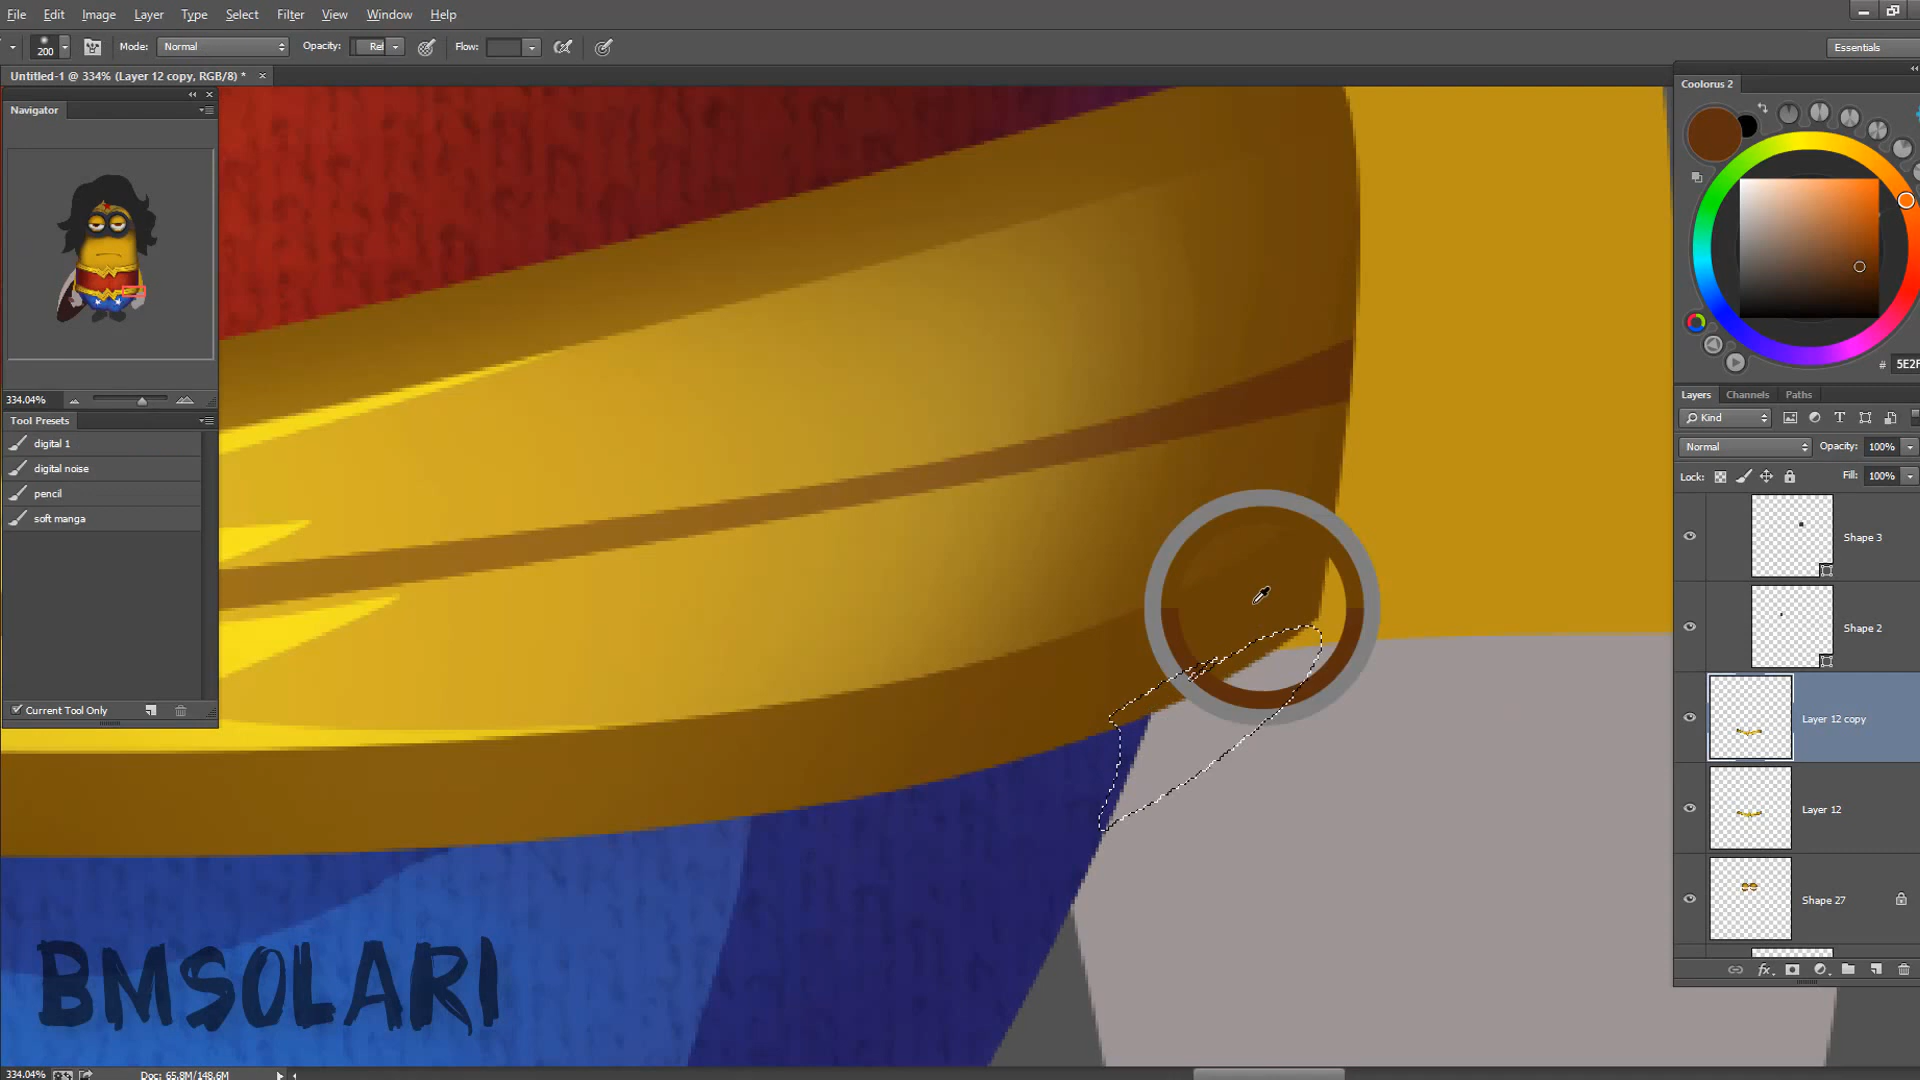 File Edit Image Layer Type Select Filter View Window Help
200 Mode: Normal Opacity: Flow: Essentials
Untitled-1 @ 334% (Layer 12 copy, RGB/8) *
Navigator
334.04%
Tool Presets
digital 1
digital noise
pencil
soft manga
Current Tool Only
Coolorus 2
# 5E2F
Layers Channels Paths
Kind
Normal Opacity: 100%
Lock: Fill: 100%
Shape 3
Shape 2
Layer 12 copy
Layer 12
Shape 27
fx
BMSOLARI
334.04% Doc: 65.8M/148.6M